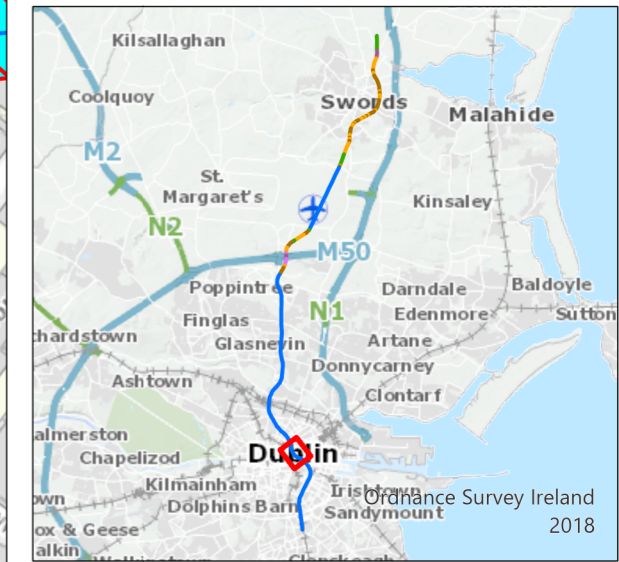 Kilsallaghan
Coolquoy
Swords
Malahide
M2
St.
Margaret's
Kinsaley
N2
M50
Poppintree
Darndale
Baldoyle
N1
Edenmore
Sutton
Finglas
chardstown
Glasnevin
Artane
Donnycarney
Ashtown
Clontarf
almerston
Chapelizod
Dublin
Kilmainham
Irishtown
Ordnance Survey Ireland
own
Dolphins Barn
Sandymount
2018
ox & Geese
alkin